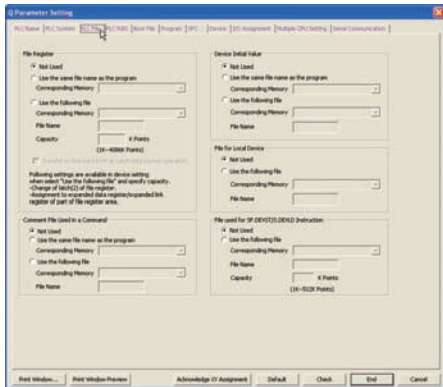 Q Parameter Setting
PLC Name PLC System PLC File PLC RAS Boot File Program SFC Device I/O Assignment Multiple CPU Setting Serial Communication
File Register
Not Used
Use the same file name as the program
Corresponding Memory
Use the following file
Corresponding Memory
File Name
Capacity K Points
(1K--4086K Points)
Following settings are available in device setting
when select "Use the following file" and specify capacity.
-Change of latch(2) of file register.
-Assignment to expanded data register/expanded link
register of part of file register area.
Comment File Used in a Command
Not Used
Use the same file name as the program
Corresponding Memory
Use the following file
Corresponding Memory
File Name
Device Initial Value
Not Used
Use the same file name as the program
Corresponding Memory
Use the following file
Corresponding Memory
File Name
File for Local Device
Not Used
Use the following file
Corresponding Memory
File Name
File used for SP.DEVST/S.DEVLD Instruction
Not Used
Use the following file
Corresponding Memory
File Name
Capacity K Points
(1K--512K Points)
Print Window... Print Window Preview Acknowledge XY Assignment Default Check End Cancel